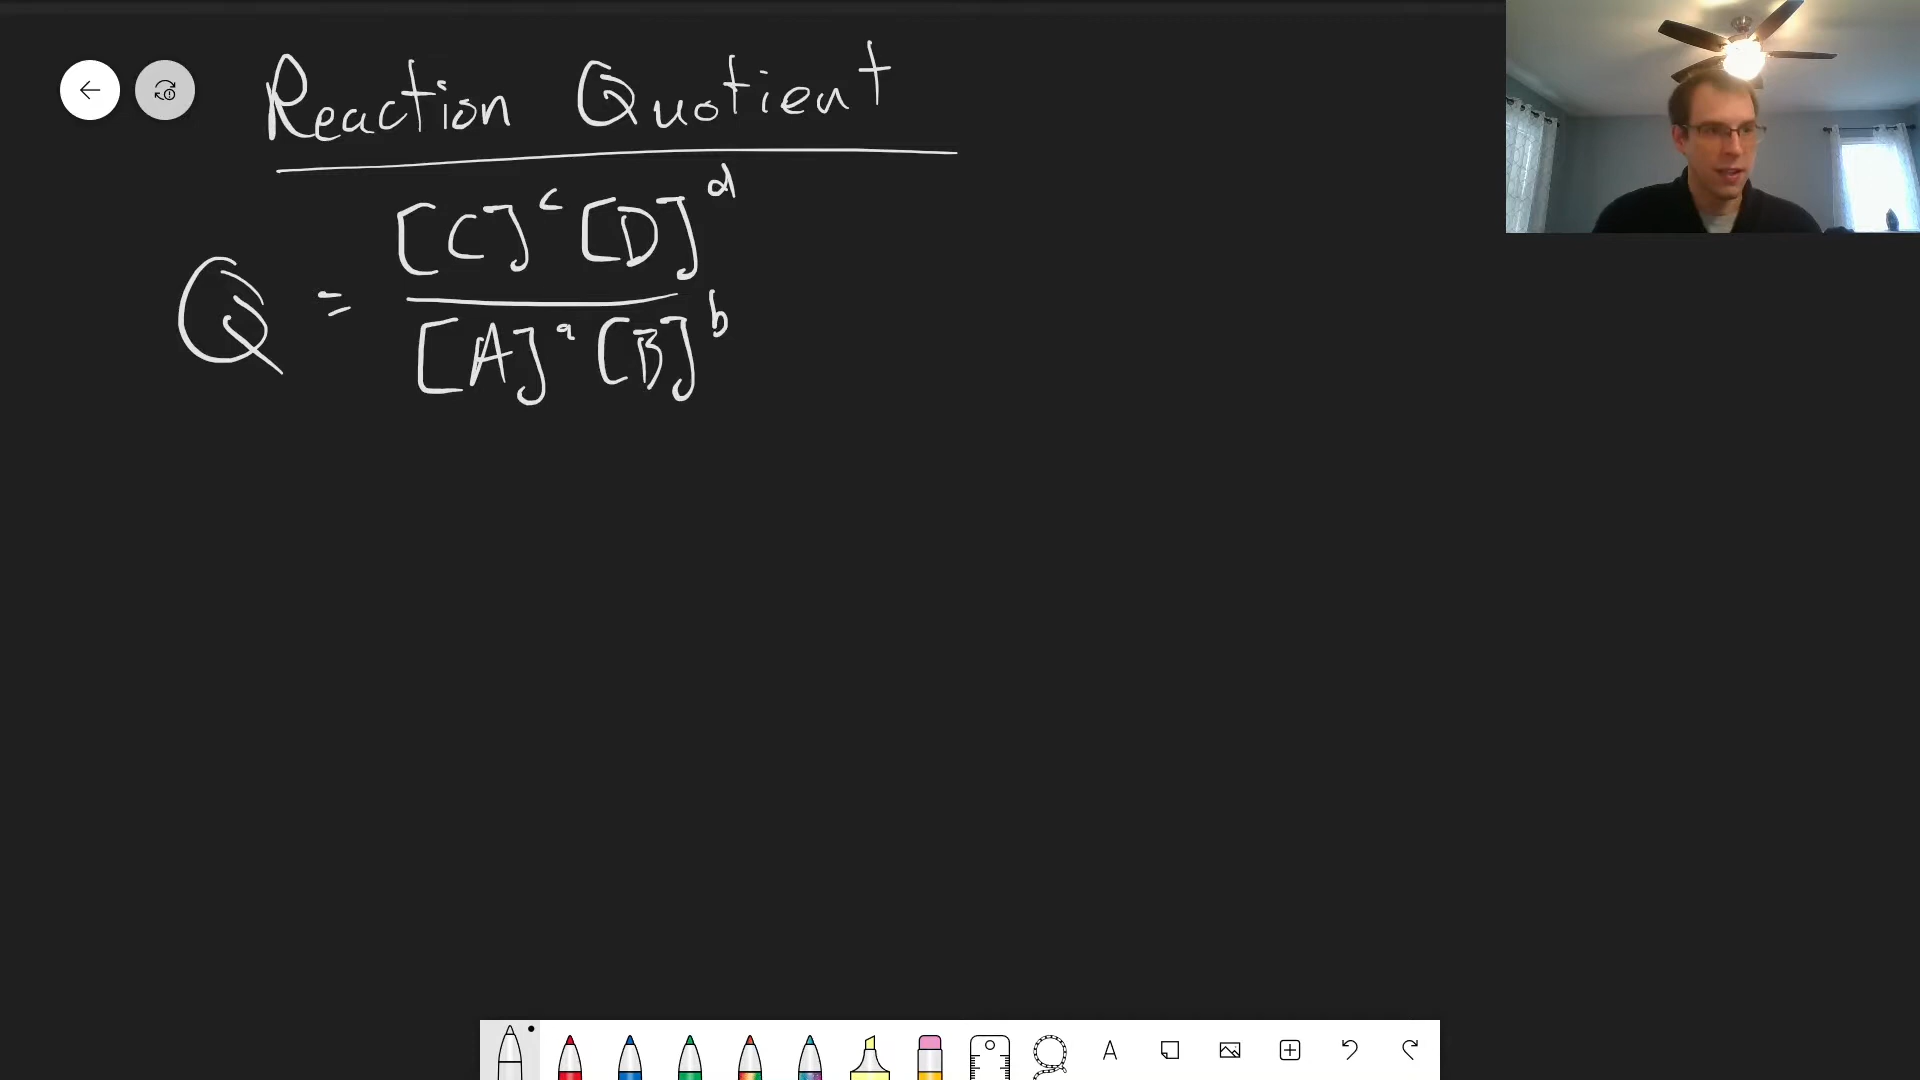 Reaction Quotient
Q = [C]^c [D]^d / [A]^a [B]^b
A